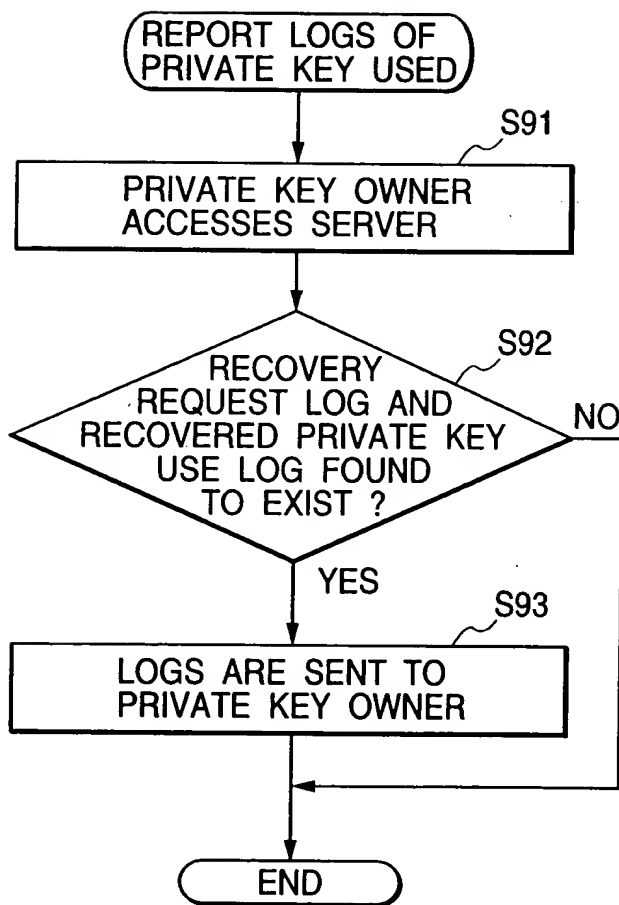 REPORT LOGS OF
PRIVATE KEY USED
S91
PRIVATE KEY OWNER
ACCESSES SERVER
S92
RECOVERY
REQUEST LOG AND
RECOVERED PRIVATE KEY
USE LOG FOUND
TO EXIST ?
NO
YES
S93
LOGS ARE SENT TO
PRIVATE KEY OWNER
END